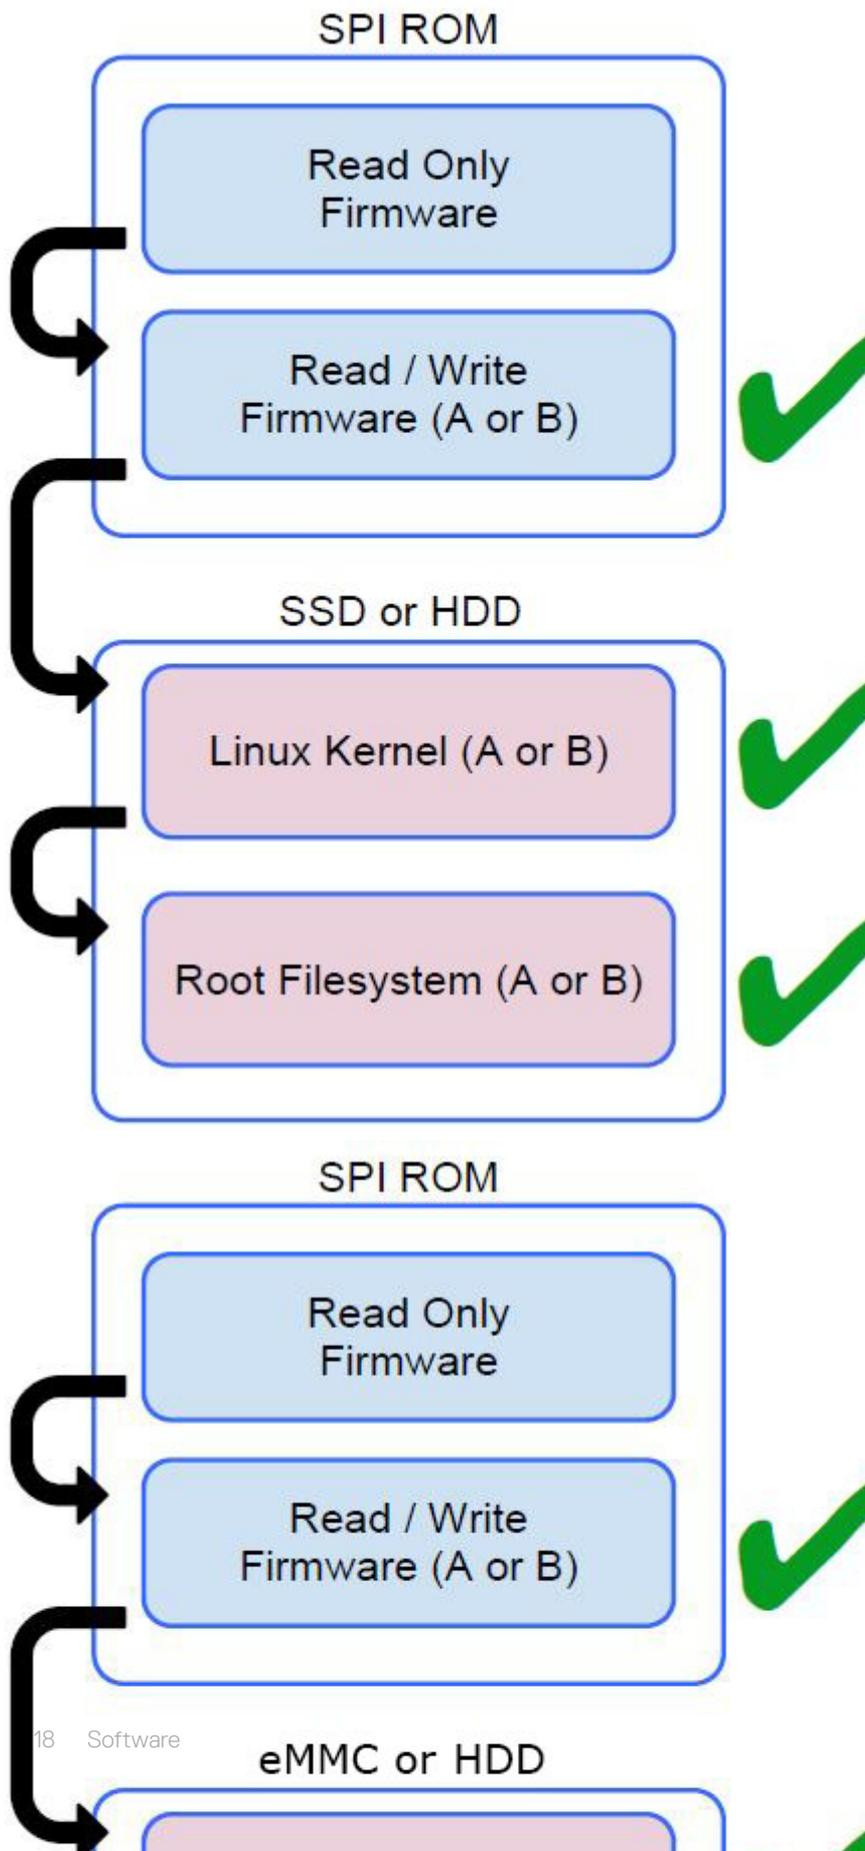 SPI ROM
Read Only
Firmware
Read / Write
Firmware (A or B)
SSD or HDD
Linux Kernel (A or B)
Root Filesystem (A or B)
SPI ROM
Read Only
Firmware
Read / Write
Firmware (A or B)
18 Software
eMMC or HDD